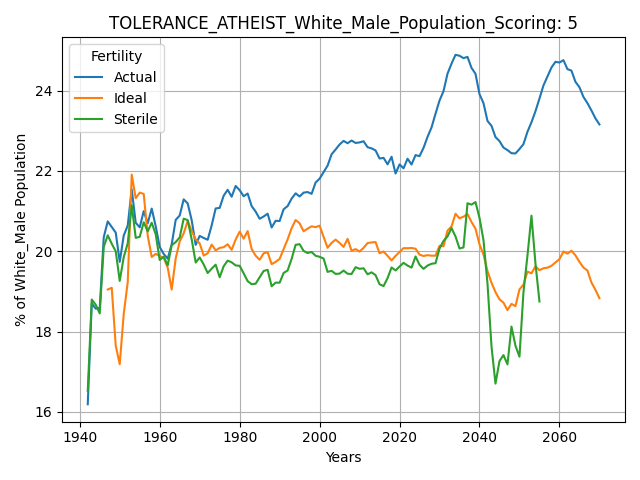 TOLERANCE_ATHEIST_White_Male_Population_Scoring: 5
Fertility
Actual
Ideal
Sterile
% of White_Male Population
24
22
20
18
16
1940
1960
1980
2000
2020
2040
2060
Years